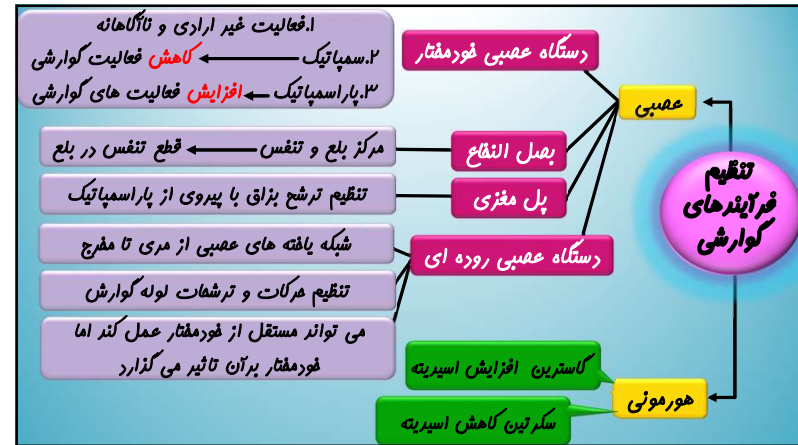 تنظیم
فرآیندهای
گوارشی
عصبی
دستگاه عصبی خودمختار
۱.فعالیت غیر ارادی و ناآگاهانه
۲.سمپاتیک کاهش فعالیت گوارشی
۳.پاراسمپاتیک افزایش فعالیت های گوارشی
بصل النخاع
مرکز بلع و تنفس قطع تنفس در بلع
پل مغزی
تنظیم ترشح بزاق با پیروی از پاراسمپاتیک
دستگاه عصبی روده ای
شبکه یاخته های عصبی از مری تا مخرج
تنظیم حرکات و ترشحات لوله گوارش
می تواند مستقل از خودمختار عمل کند اما
خودمختار برآن تاثیر می گذارد
هورمونی
گاسترین افزایش اسیدیته
سکرتین کاهش اسیدیته